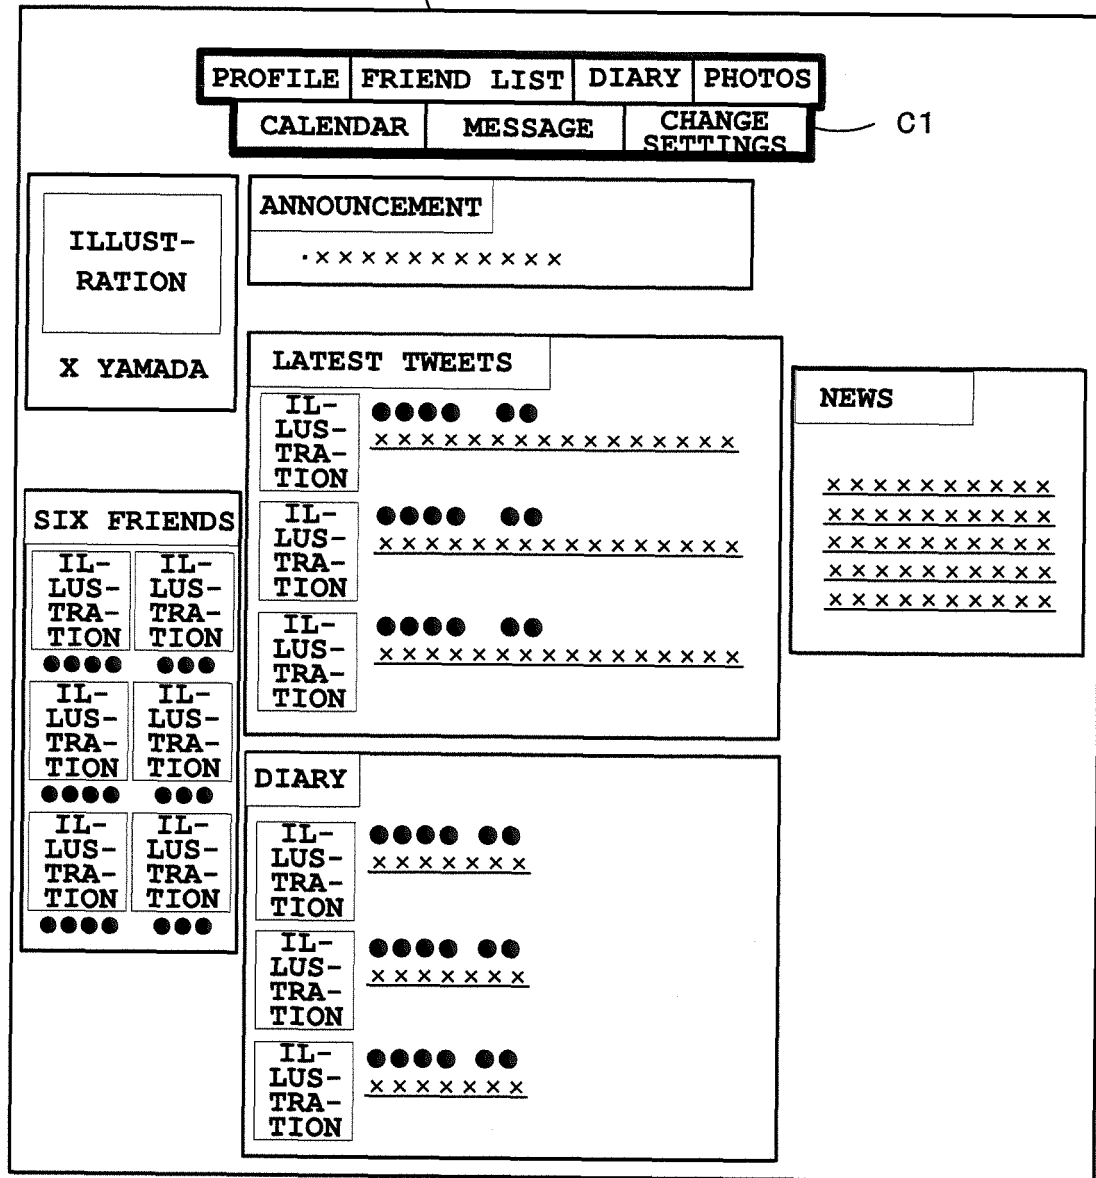 PROFILE FRIEND LIST DIARY PHOTOS
CALENDAR MESSAGE CHANGE
SETTINGS
C1
ILLUST-
RATION
X YAMADA
ANNOUNCEMENT
・×××××××××××
LATEST TWEETS
IL-
LUS-
TRA-
TION
●●●● ●●
××××××××××××××××
IL-
LUS-
TRA-
TION
●●●● ●●
××××××××××××××××
IL-
LUS-
TRA-
TION
●●●● ●●
××××××××××××××××
NEWS
××××××××××
××××××××××
××××××××××
××××××××××
××××××××××
SIX FRIENDS
IL- IL-
LUS- LUS-
TRA- TRA-
TION TION
●●●● ●●●
IL- IL-
LUS- LUS-
TRA- TRA-
TION TION
●●●● ●●●
IL- IL-
LUS- LUS-
TRA- TRA-
TION TION
●●●● ●●●
DIARY
IL-
LUS-
TRA-
TION
●●●● ●●
×××××××
IL-
LUS-
TRA-
TION
●●●● ●●
×××××××
IL-
LUS-
TRA-
TION
●●●● ●●
×××××××